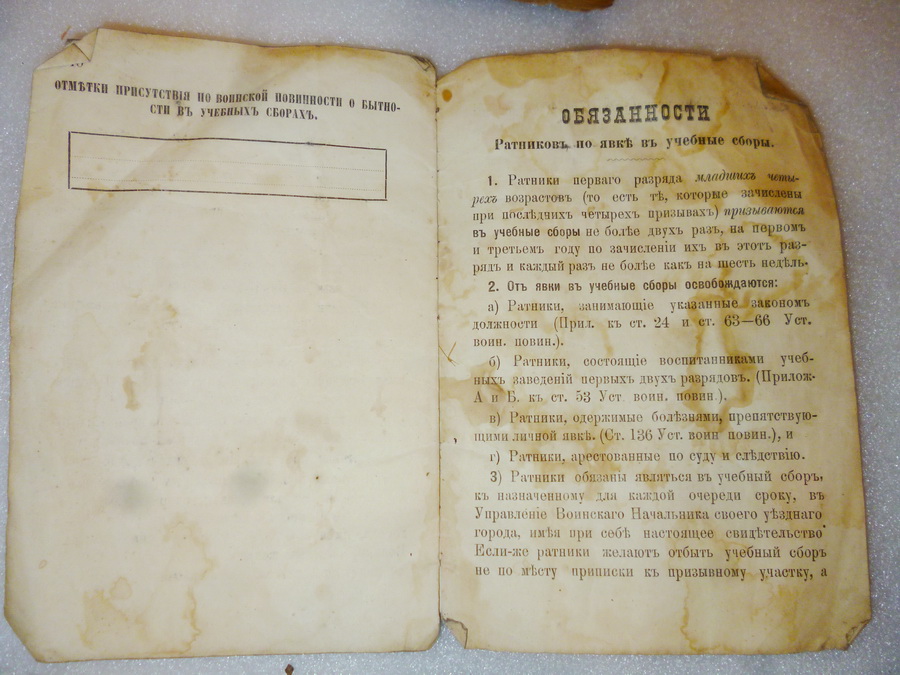 ОТМѢТКИ ПРИСУТСТВІЯ ПО ВОИНСКОЙ ПОВИННОСТИ О БЫТНО-
СТИ ВЪ УЧЕБНЫХЪ СБОРАХЪ.
ОБЯЗАННОСТИ
Ратниковъ по явкѣ въ учебные сборы.
1. Ратники перваго разряда младшихъ четы-
рехъ возрастовъ (то есть тѣ, которые зачислены
при послѣднихъ четырехъ призывахъ) призываются
въ учебные сборы не болѣе двухъ разъ, на первомъ
и третьемъ году по зачисленіи ихъ въ этотъ раз-
рядъ и каждый разъ не болѣе какъ на шесть недѣль.
2. Отъ явки въ учебные сборы освобождаются:
а) Ратники, занимающіе указанные закономъ
должности (Прил. къ ст. 24 и ст. 63—66 Уст.
воин. повин.).
б) Ратники, состоящіе воспитанниками учеб-
ныхъ заведеній первыхъ двухъ разрядовъ. (Прилож.
А и Б. къ ст. 53 Уст воин. повин.).
в) Ратники, одержимые болѣзнями, препятствую-
щими личной явкѣ. (Ст. 136 Уст. воин повин.), и
г) Ратники, арестованные по суду и слѣдствію.
3) Ратники обязаны являться въ учебный сборъ,
къ назначенному для каждой очереди сроку, въ
Управленіе Воинскаго Начальника своего уѣзднаго
города, имѣя при себѣ настоящее свидѣтельство
Если-же ратники желаютъ отбыть учебный сборъ
не по мѣсту приписки къ призывному участку, а